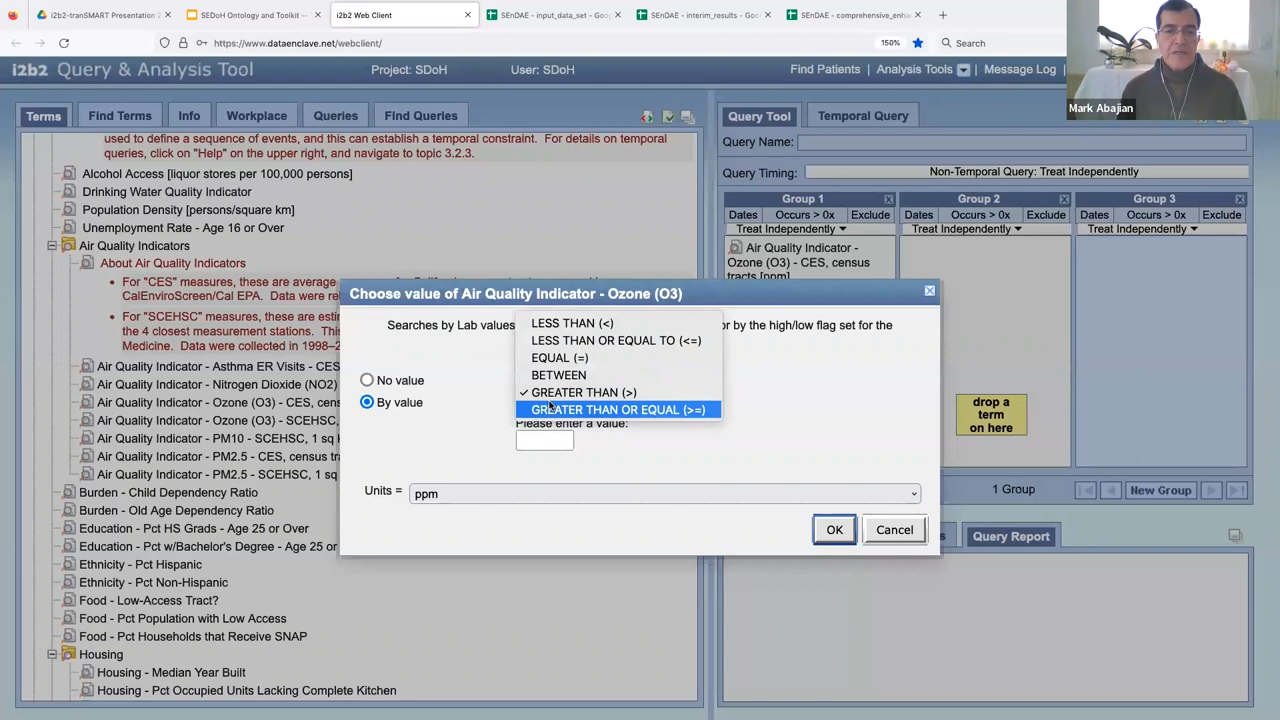 i2b2-tranSMART Presentation 2
SEDoH Ontology and Toolkit -
i2b2 Web Client
SEnDAE - input_data_set - Goo
SEnDAE - interim_results - Goo
SEnDAE - comprehensive_enha
https://www.dataenclave.net/webclient/
150%
Search
i2b2 Query & Analysis Tool
Project: SDoH
User: SDoH
Find Patients
Analysis Tools
Message Log
Mark Abajian
Terms
Find Terms
Info
Workplace
Queries
Find Queries
used to define a sequence of events, and this can establish a temporal constraint. For details on temporal
queries, click on "Help" on the upper right, and navigate to topic 3.2.3.
Alcohol Access [liquor stores per 100,000 persons]
Drinking Water Quality Indicator
Population Density [persons/square km]
Unemployment Rate - Age 16 or Over
Air Quality Indicators
About Air Quality Indicators
For "CES" measures, these are average
CalEnviroScreen/Cal EPA. Data were rel
For "SCEHSC" measures, these are esti
the 4 closest measurement stations. This
Medicine. Data were collected in 1998–2
Air Quality Indicator - Asthma ER Visits - CES
Air Quality Indicator - Nitrogen Dioxide (NO2)
Air Quality Indicator - Ozone (O3) - CES, census
Air Quality Indicator - Ozone (O3) - SCEHSC,
Air Quality Indicator - PM10 - SCEHSC, 1 sq k
Air Quality Indicator - PM2.5 - CES, census trac
Air Quality Indicator - PM2.5 - SCEHSC, 1 sq
Burden - Child Dependency Ratio
Burden - Old Age Dependency Ratio
Education - Pct HS Grads - Age 25 or Over
Education - Pct w/Bachelor's Degree - Age 25
Ethnicity - Pct Hispanic
Ethnicity - Pct Non-Hispanic
Food - Low-Access Tract?
Food - Pct Population with Low Access
Food - Pct Households that Receive SNAP
Housing
Housing - Median Year Built
Housing - Pct Occupied Units Lacking Complete Kitchen
Choose value of Air Quality Indicator - Ozone (O3)
Searches by Lab values
or by the high/low flag set for the
No value
By value
LESS THAN (<)
LESS THAN OR EQUAL TO (<=)
EQUAL (=)
BETWEEN
GREATER THAN (>)
GREATER THAN OR EQUAL (>=)
Please enter a value:
Units = ppm
OK
Cancel
Query Tool
Temporal Query
Query Name:
Query Timing:
Non-Temporal Query: Treat Independently
Group 1
Group 2
Group 3
Dates Occurs > 0x Exclude
Dates Occurs > 0x Exclude
Dates Occurs > 0x Exclude
Treat Independently
Treat Independently
Treat Independently
Air Quality Indicator -
Ozone (O3) - CES, census
tracts [ppm]
drop a
term
on here
1 Group
New Group
Query Report